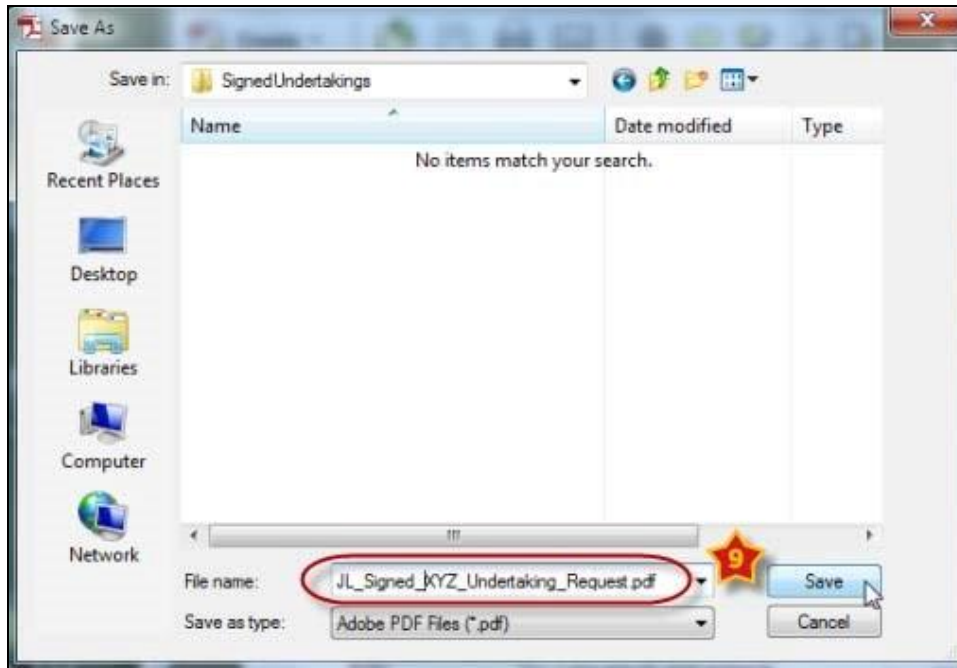 Save As
Save in: SignedUndertakings
Name Date modified Type
No items match your search.
Recent Places
Desktop
Libraries
Computer
Network
9
File name: JL_Signed_XYZ_Undertaking_Request.pdf Save
Save as type: Adobe PDF Files (*.pdf) Cancel